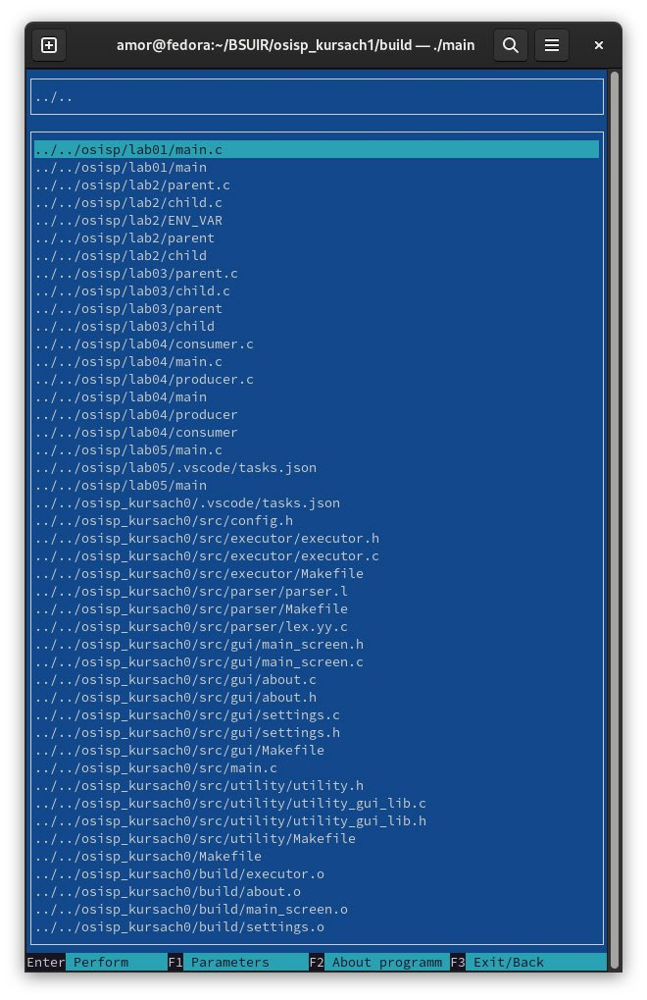 amor@fedora:~/BSUIR/osisp_kursach1/build — ./main
../..
../../osisp/lab01/main.c
../../osisp/lab01/main
../../osisp/lab2/parent.c
../../osisp/lab2/child.c
../../osisp/lab2/ENV_VAR
../../osisp/lab2/parent
../../osisp/lab2/child
../../osisp/lab03/parent.c
../../osisp/lab03/child.c
../../osisp/lab03/parent
../../osisp/lab03/child
../../osisp/lab04/consumer.c
../../osisp/lab04/main.c
../../osisp/lab04/producer.c
../../osisp/lab04/main
../../osisp/lab04/producer
../../osisp/lab04/consumer
../../osisp/lab05/main.c
../../osisp/lab05/.vscode/tasks.json
../../osisp/lab05/main
../../osisp_kursach0/.vscode/tasks.json
../../osisp_kursach0/src/config.h
../../osisp_kursach0/src/executor/executor.h
../../osisp_kursach0/src/executor/executor.c
../../osisp_kursach0/src/executor/Makefile
../../osisp_kursach0/src/parser/parser.l
../../osisp_kursach0/src/parser/Makefile
../../osisp_kursach0/src/parser/lex.yy.c
../../osisp_kursach0/src/gui/main_screen.h
../../osisp_kursach0/src/gui/main_screen.c
../../osisp_kursach0/src/gui/about.c
../../osisp_kursach0/src/gui/about.h
../../osisp_kursach0/src/gui/settings.c
../../osisp_kursach0/src/gui/settings.h
../../osisp_kursach0/src/gui/Makefile
../../osisp_kursach0/src/main.c
../../osisp_kursach0/src/utility/utility.h
../../osisp_kursach0/src/utility/utility_gui_lib.c
../../osisp_kursach0/src/utility/utility_gui_lib.h
../../osisp_kursach0/src/utility/Makefile
../../osisp_kursach0/Makefile
../../osisp_kursach0/build/executor.o
../../osisp_kursach0/build/about.o
../../osisp_kursach0/build/main_screen.o
../../osisp_kursach0/build/settings.o
Enter Perform F1 Parameters F2 About programm F3 Exit/Back